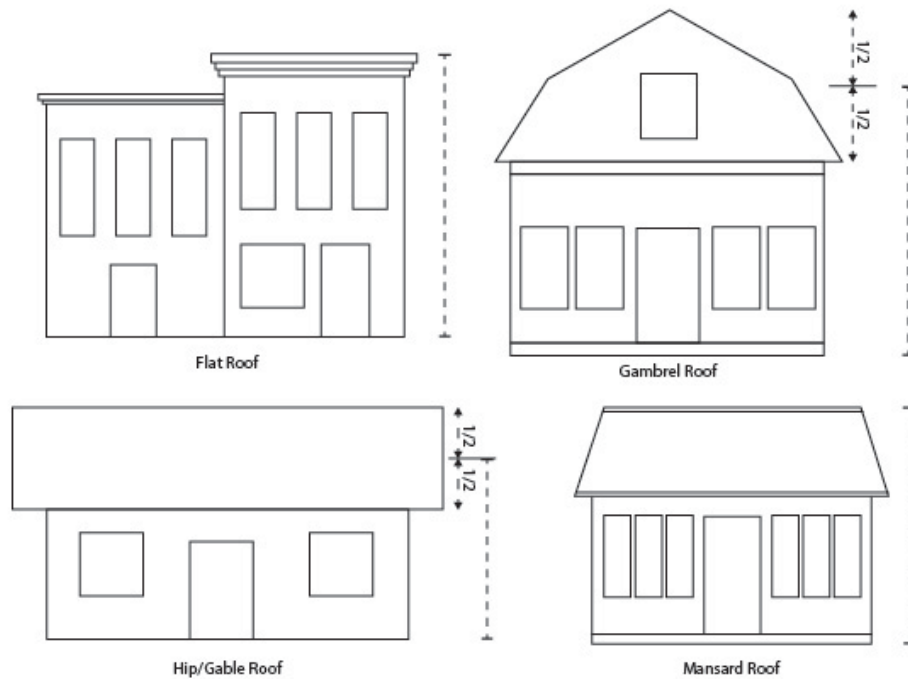 1/2
1/2
Flat Roof
Gambrel Roof
1/2
1/2
Hip/Gable Roof
Mansard Roof